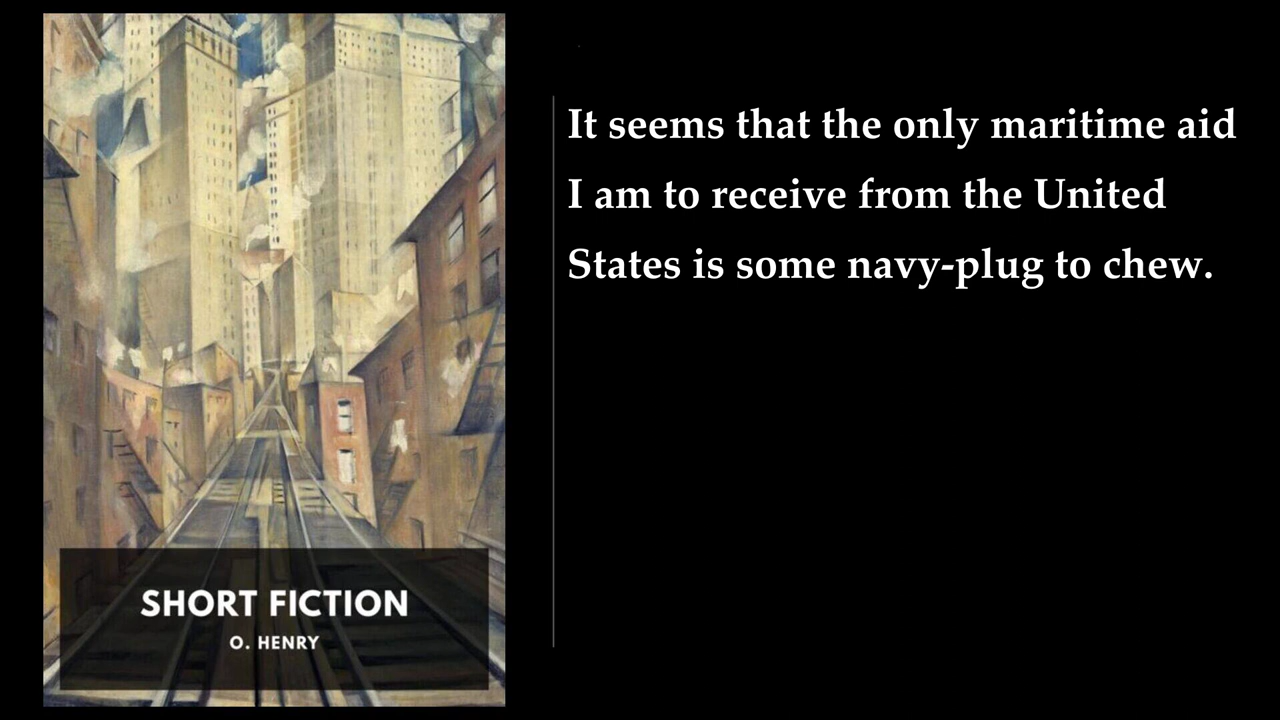 It seems that the only maritime aid
I am to receive from the United
States is some navy-plug to chew.
SHORT FICTION
O. HENRY